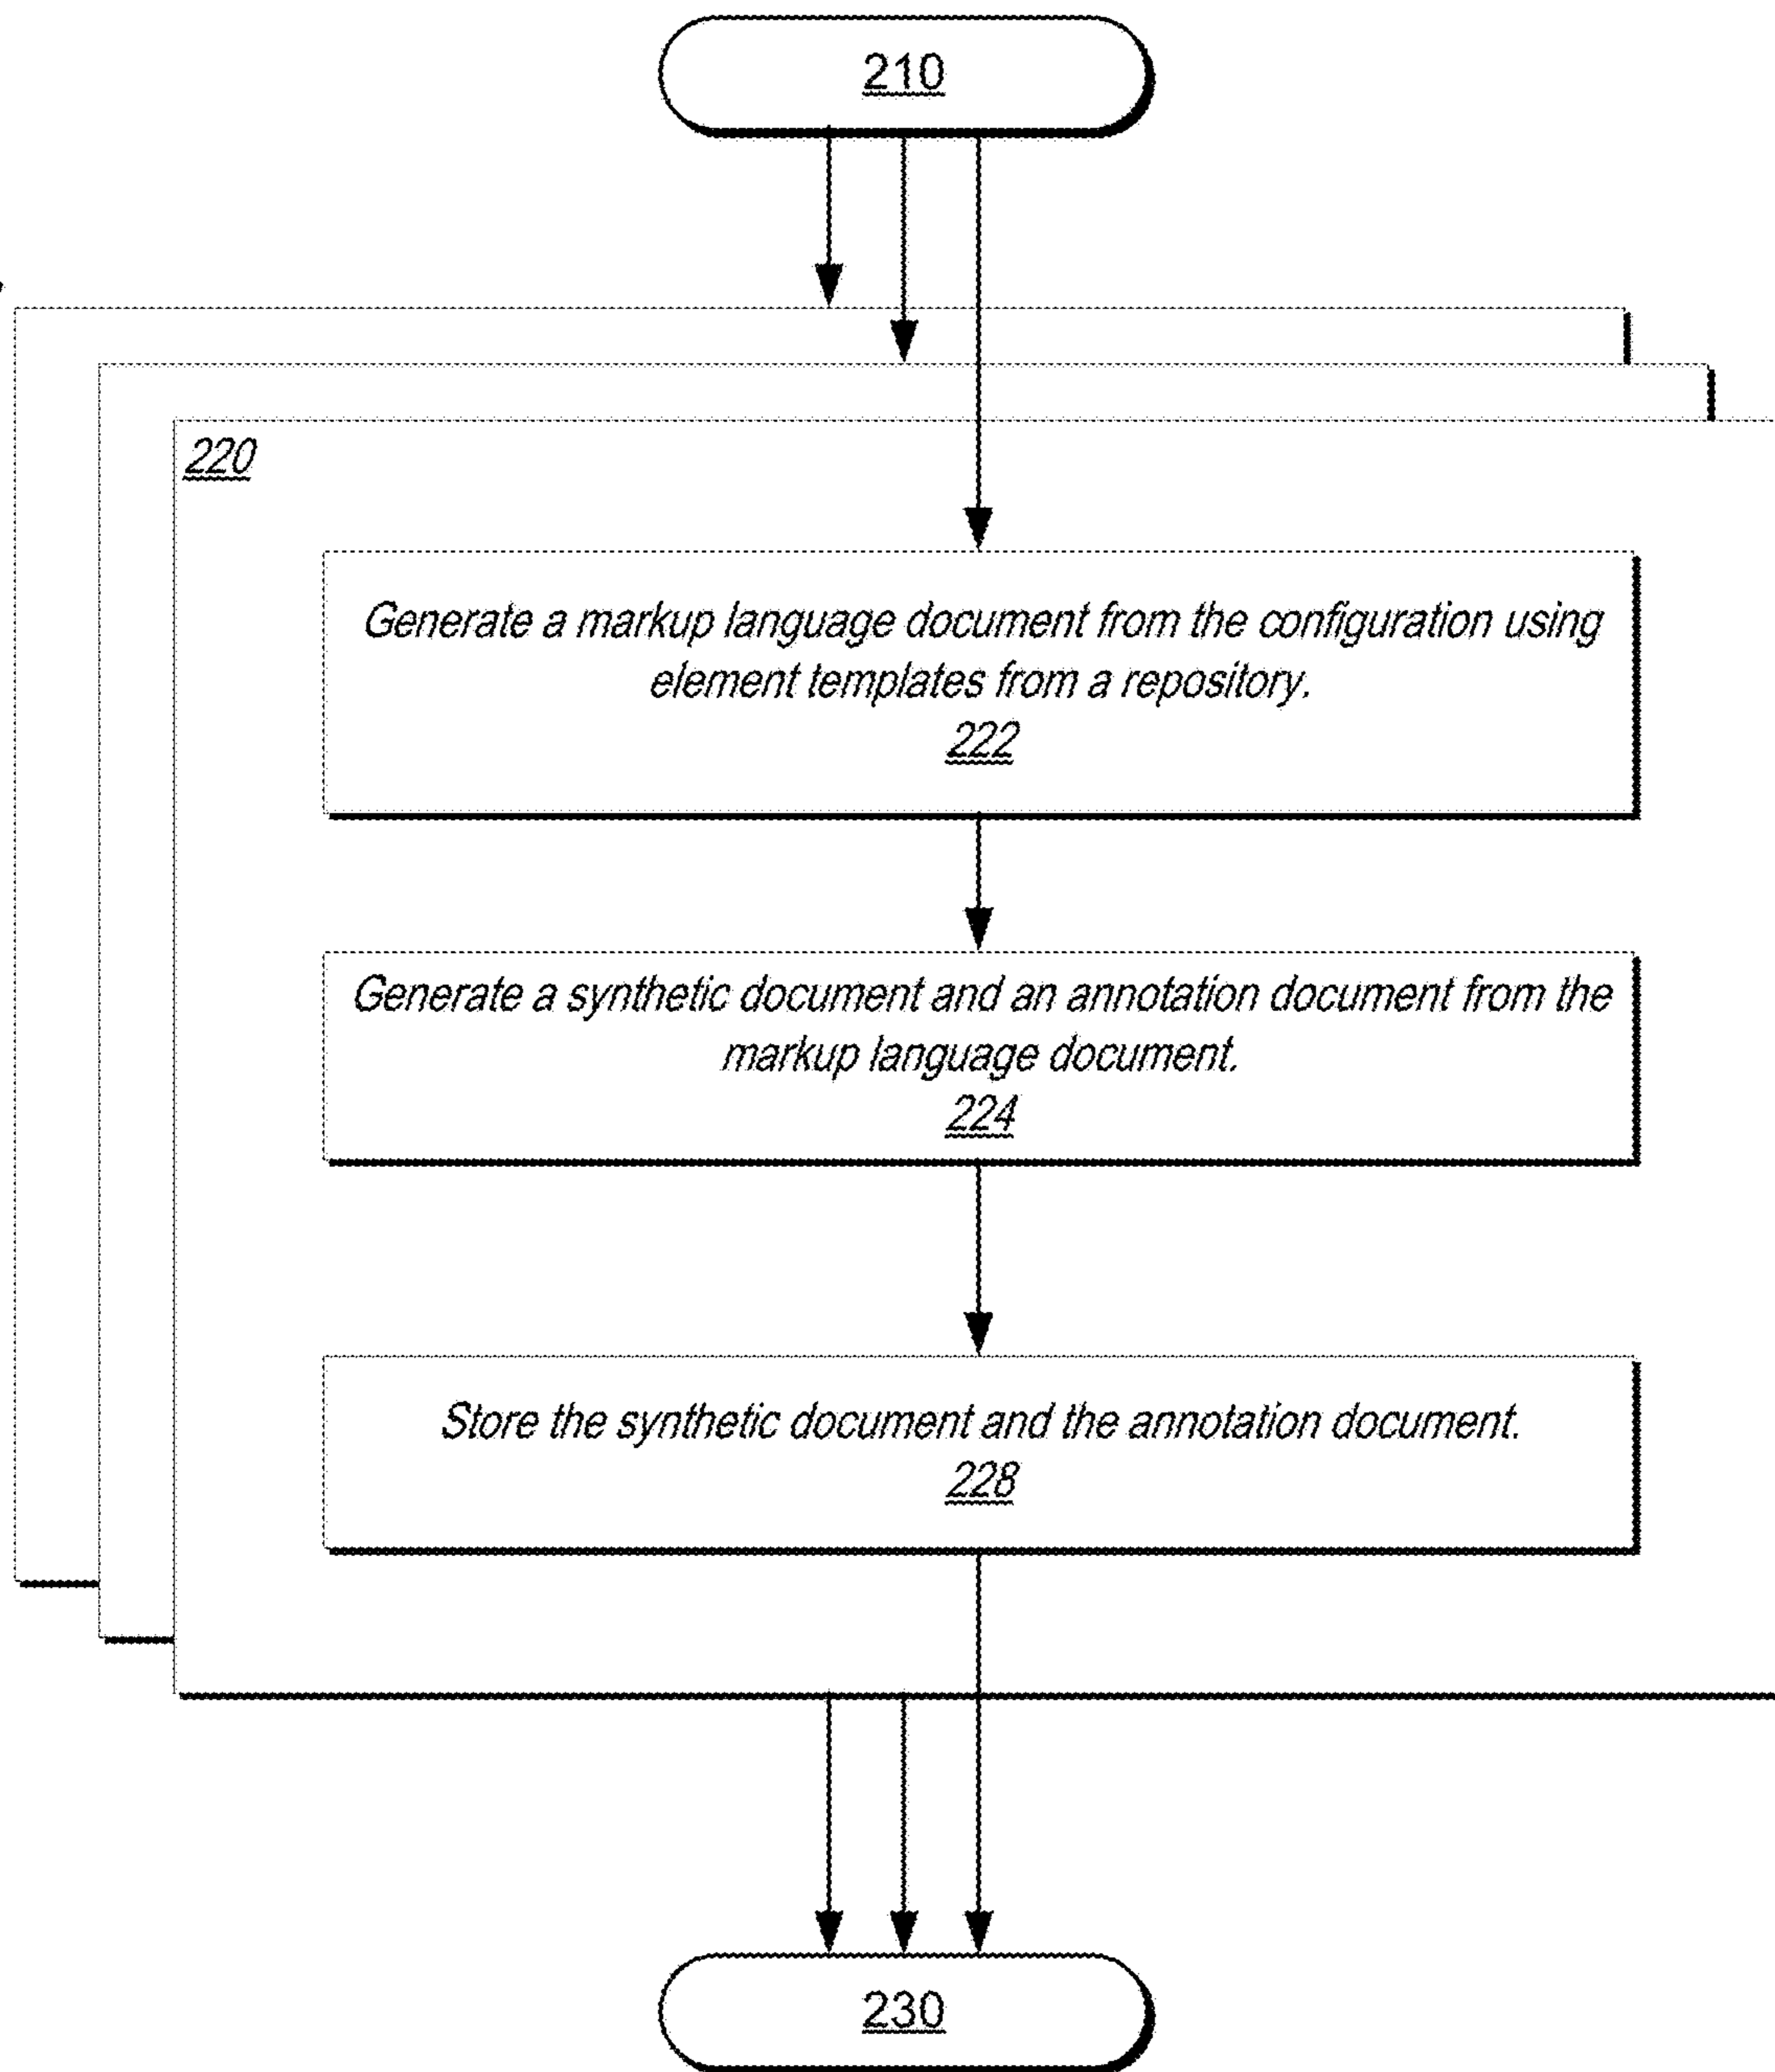 210
220
Generate a markup language document from the configuration using
element templates from a repository.
222
Generate a synthetic document and an annotation document from the
markup language document.
224
Store the synthetic document and the annotation document.
228
230